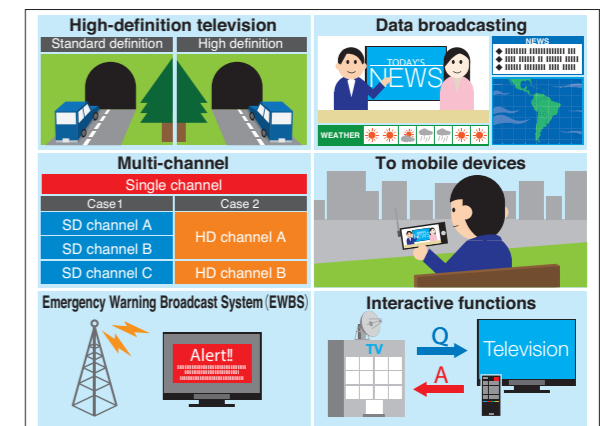 High-definition television
Standard definition
High definition
Data broadcasting
TODAY'S
NEWS
NEWS
WEATHER
Multi-channel
Single channel
Case1
Case 2
SD channel A
SD channel B
SD channel C
HD channel A
HD channel B
To mobile devices
Emergency Warning Broadcast System(EWBS)
Alert!!
Interactive functions
TV
Q
A
Television